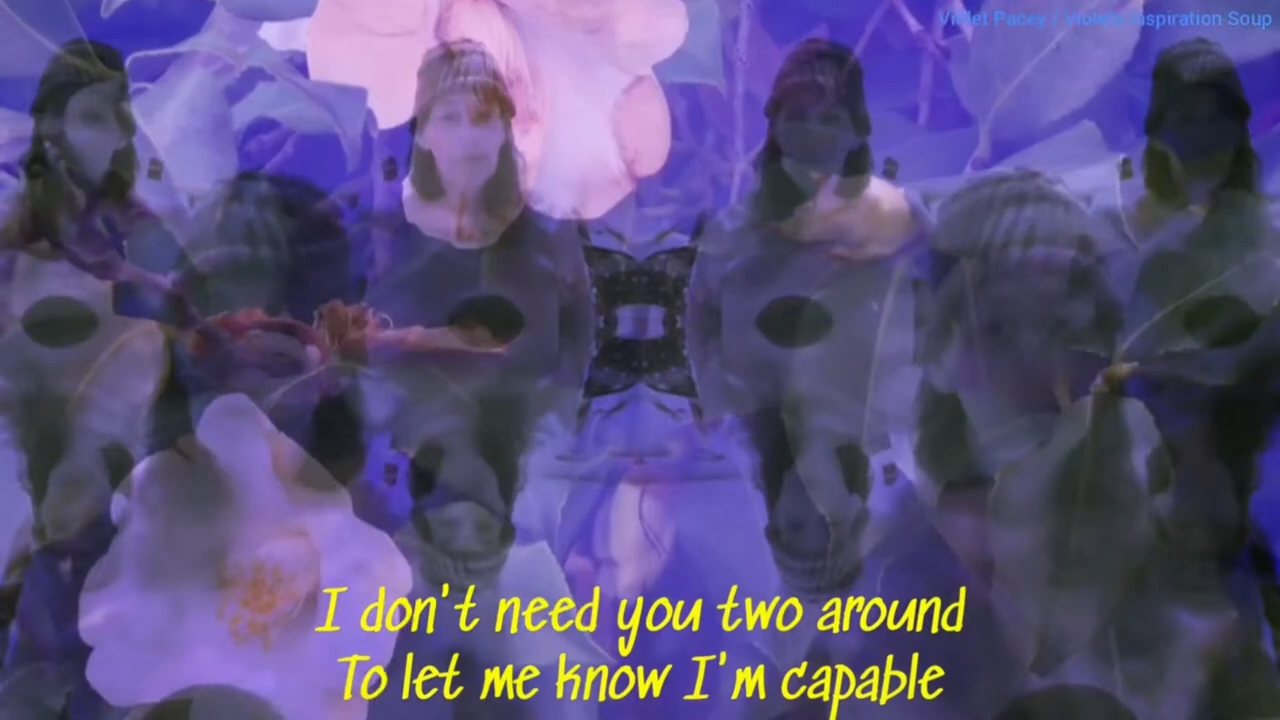 Violet Pacey / violets inspiration Soup
I don't need you two around
To let me know I'm capable